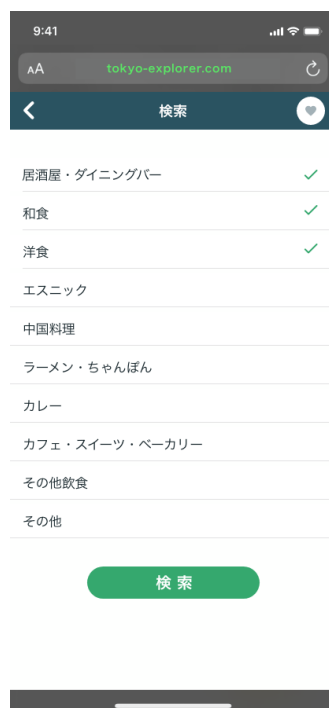 9:41
AA
tokyo-explorer.com
検索
居酒屋・ダイニングバー
和食
洋食
エスニック
中国料理
ラーメン・ちゃんぽん
カレー
カフェ・スイーツ・ベーカリー
その他飲食
その他
検索